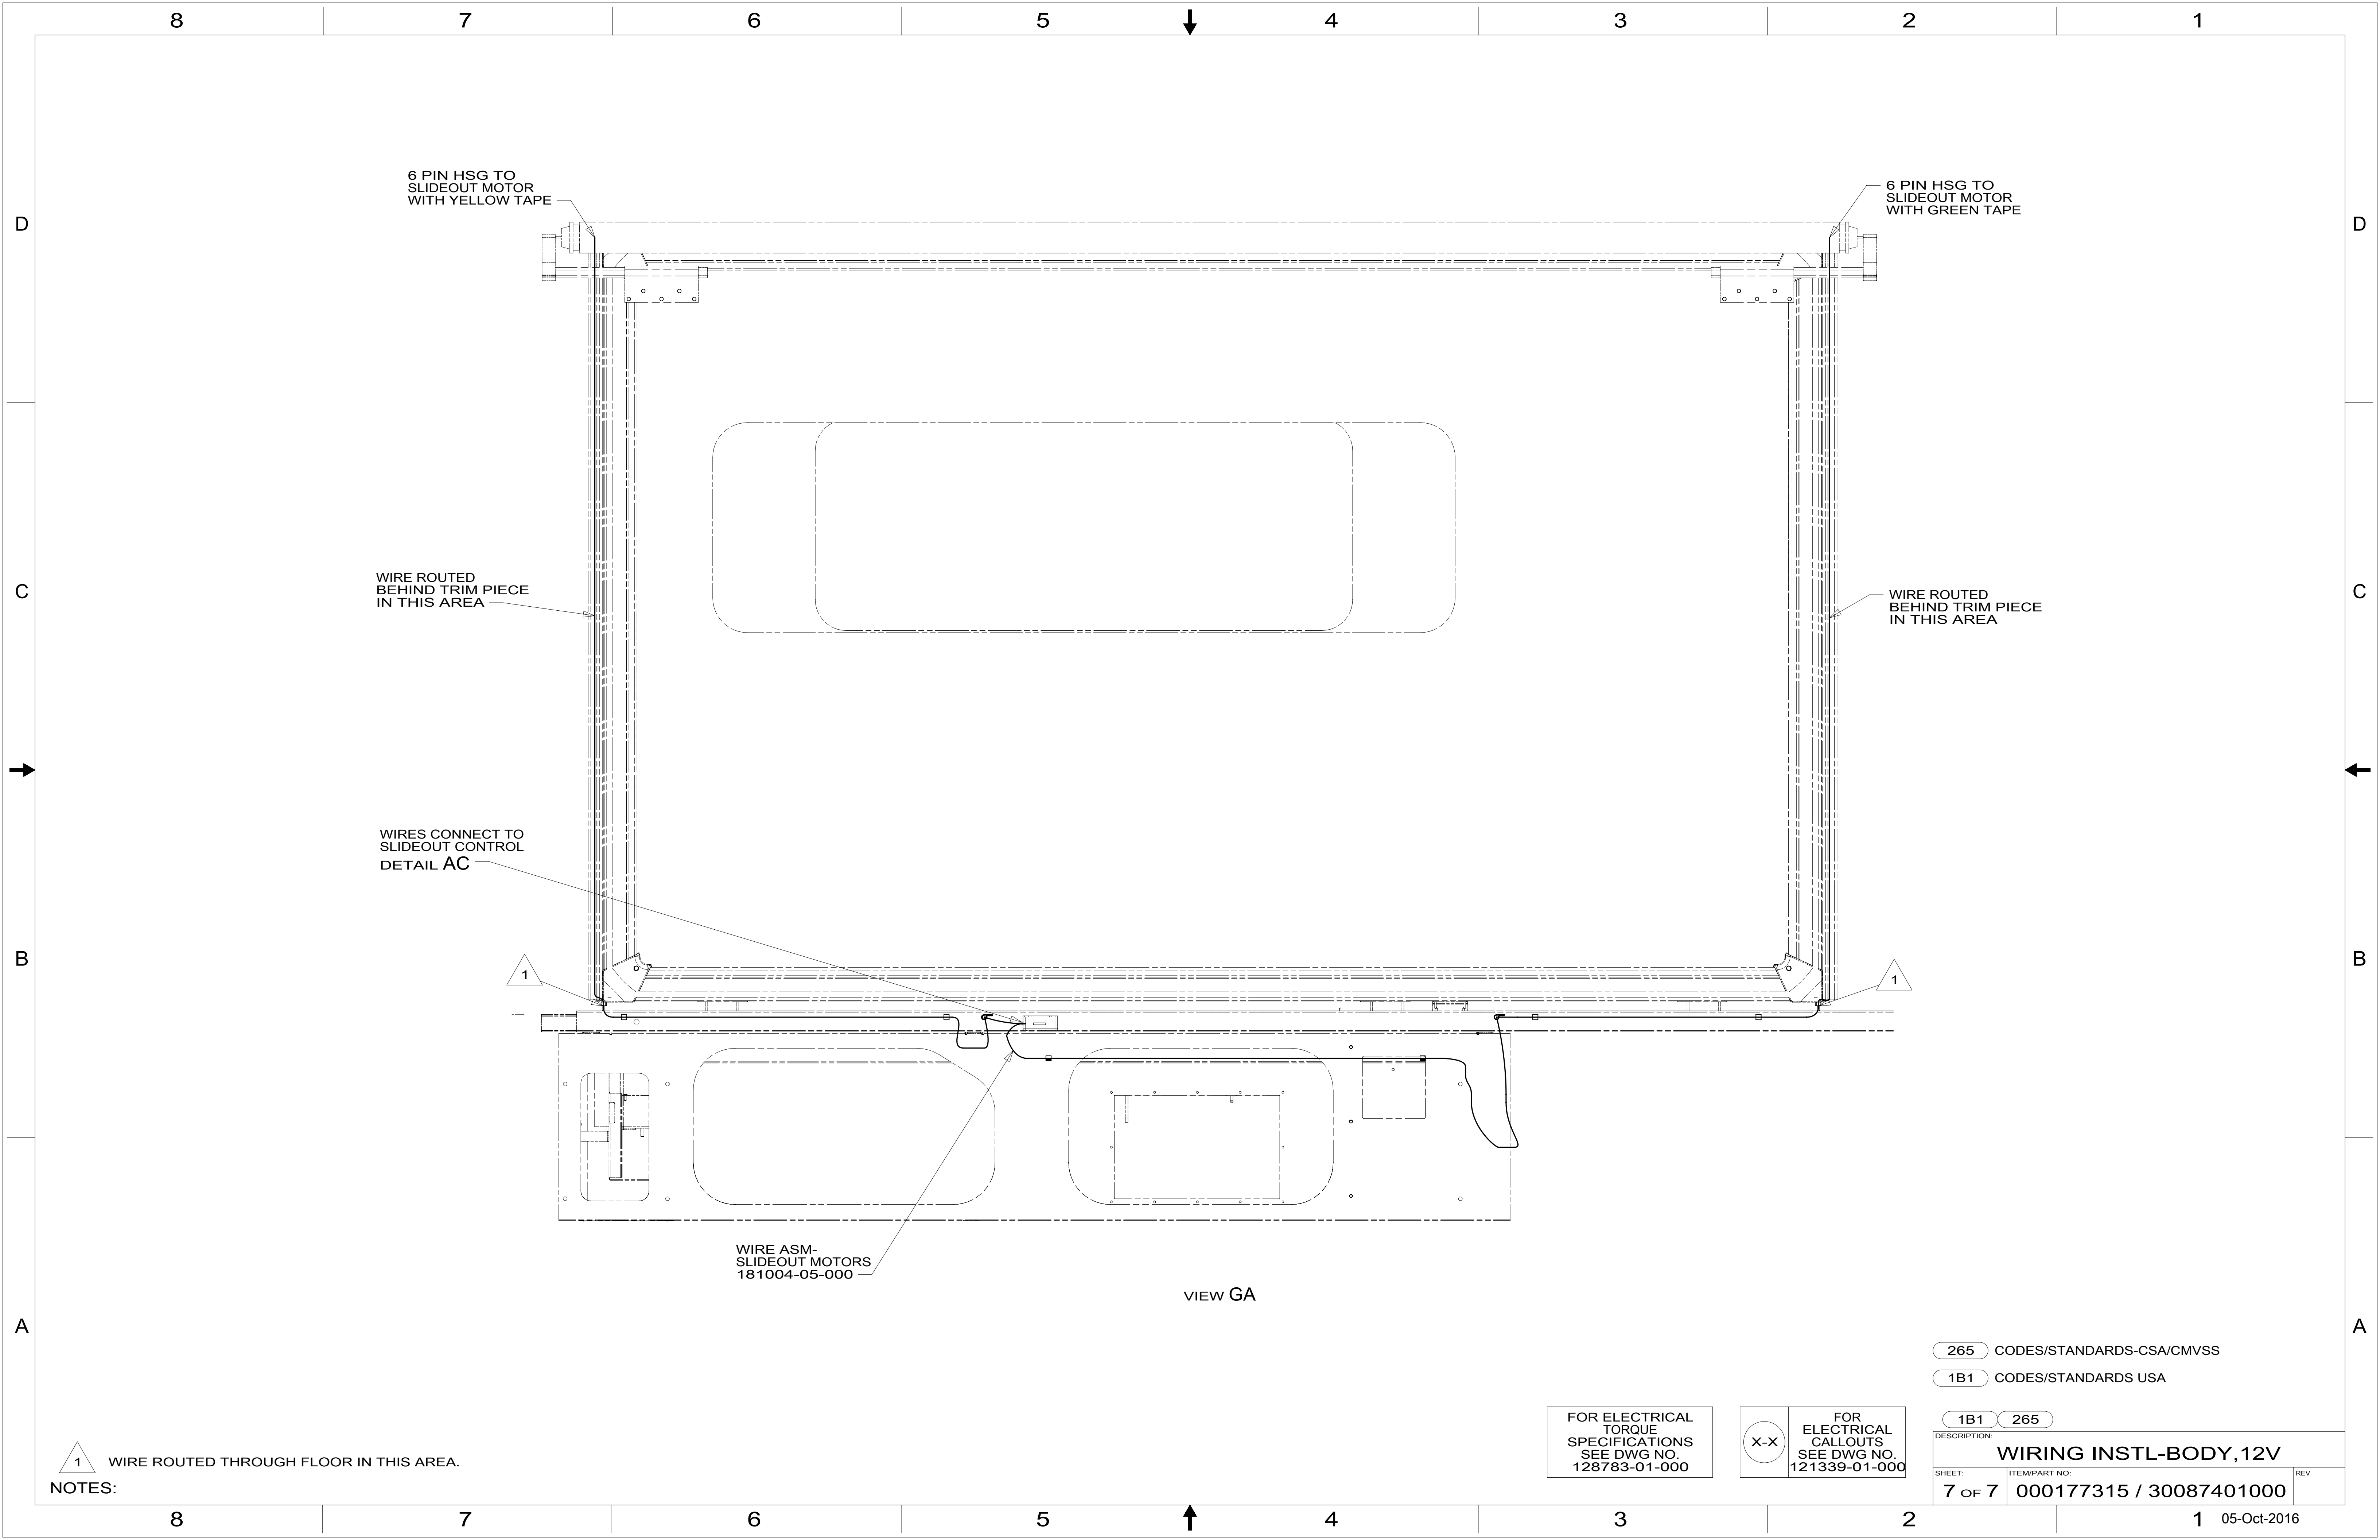 8 7 6 5 4 3 2 1
D
D
6 PIN HSG TO
SLIDEOUT MOTOR
WITH YELLOW TAPE
6 PIN HSG TO
SLIDEOUT MOTOR
WITH GREEN TAPE
C
C
WIRE ROUTED
BEHIND TRIM PIECE
IN THIS AREA
WIRE ROUTED
BEHIND TRIM PIECE
IN THIS AREA
WIRES CONNECT TO
SLIDEOUT CONTROL
DETAIL AC
B
B
1
1
WIRE ASM-
SLIDEOUT MOTORS
181004-05-000
VIEW GA
A
A
265 CODES/STANDARDS-CSA/CMVSS
1B1 CODES/STANDARDS USA
1B1 265
FOR ELECTRICAL
TORQUE
SPECIFICATIONS
SEE DWG NO.
128783-01-000
X-X
FOR
ELECTRICAL
CALLOUTS
SEE DWG NO.
121339-01-000
DESCRIPTION:
WIRING INSTL-BODY,12V
SHEET:
7 OF 7
ITEM/PART NO:
000177315 / 30087401000
REV
1 WIRE ROUTED THROUGH FLOOR IN THIS AREA.
NOTES:
8 7 6 5 4 3 2 1
05-Oct-2016